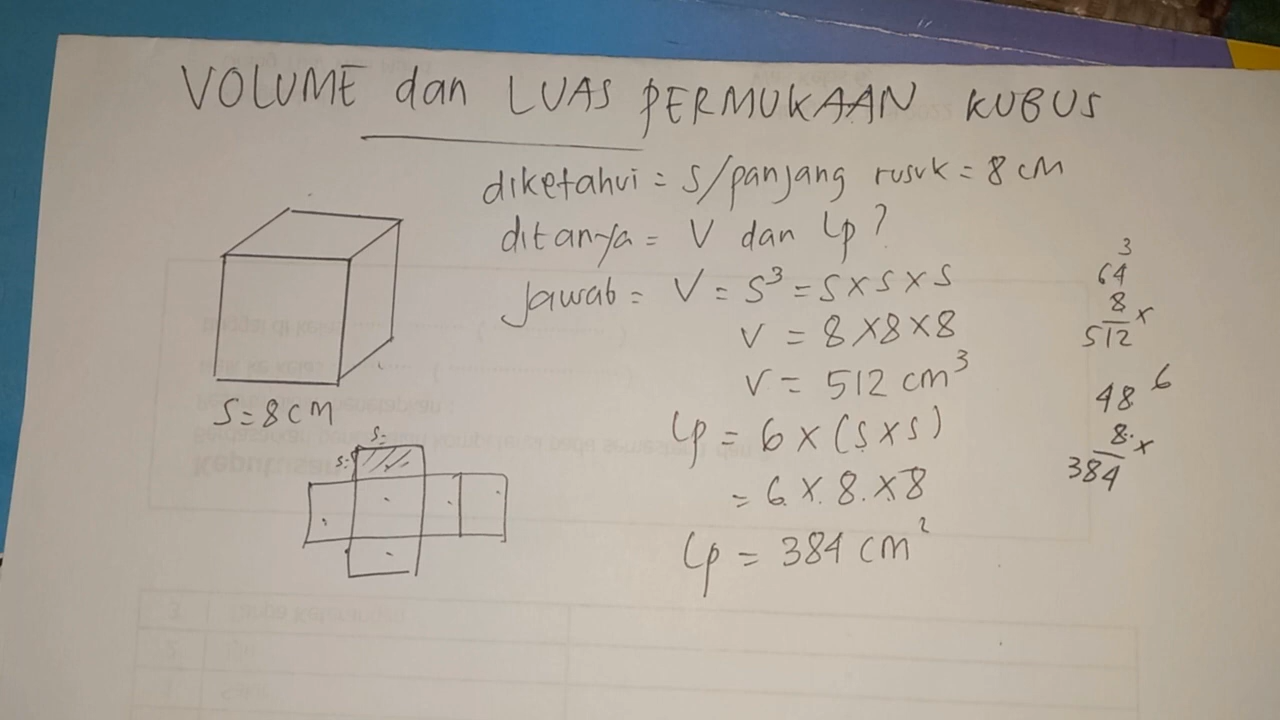 VOLUME dan LUAS PERMUKAAN KUBUS
diketahui = s/panjang rusuk = 8 cm
ditanya = V dan Lp?
Jawab = V = s³ = s x s x s
V = 8 x 8 x 8
V = 512 cm³
Lp = 6 x (s x s)
= 6 x 8 x 8
Lp = 384 cm²
s = 8 cm
s=
s=
3
64
8 x
512
48 6
8 x
384